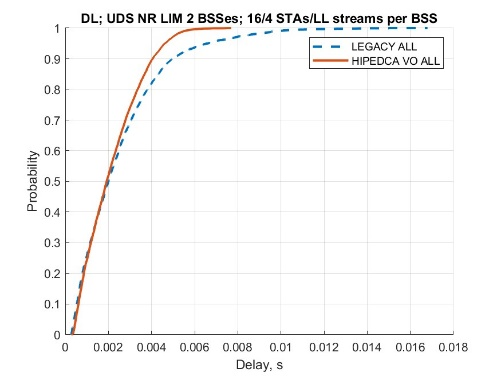 DL; UDS NR LIM 2 BSSes; 16/4 STAs/LL streams per BSS
LEGACY ALL
HIPEDCA VO ALL
Probability
1
0.9
0.8
0.7
0.6
0.5
0.4
0.3
0.2
0.1
0
0 0.002 0.004 0.006 0.008 0.01 0.012 0.014 0.016 0.018
Delay, s